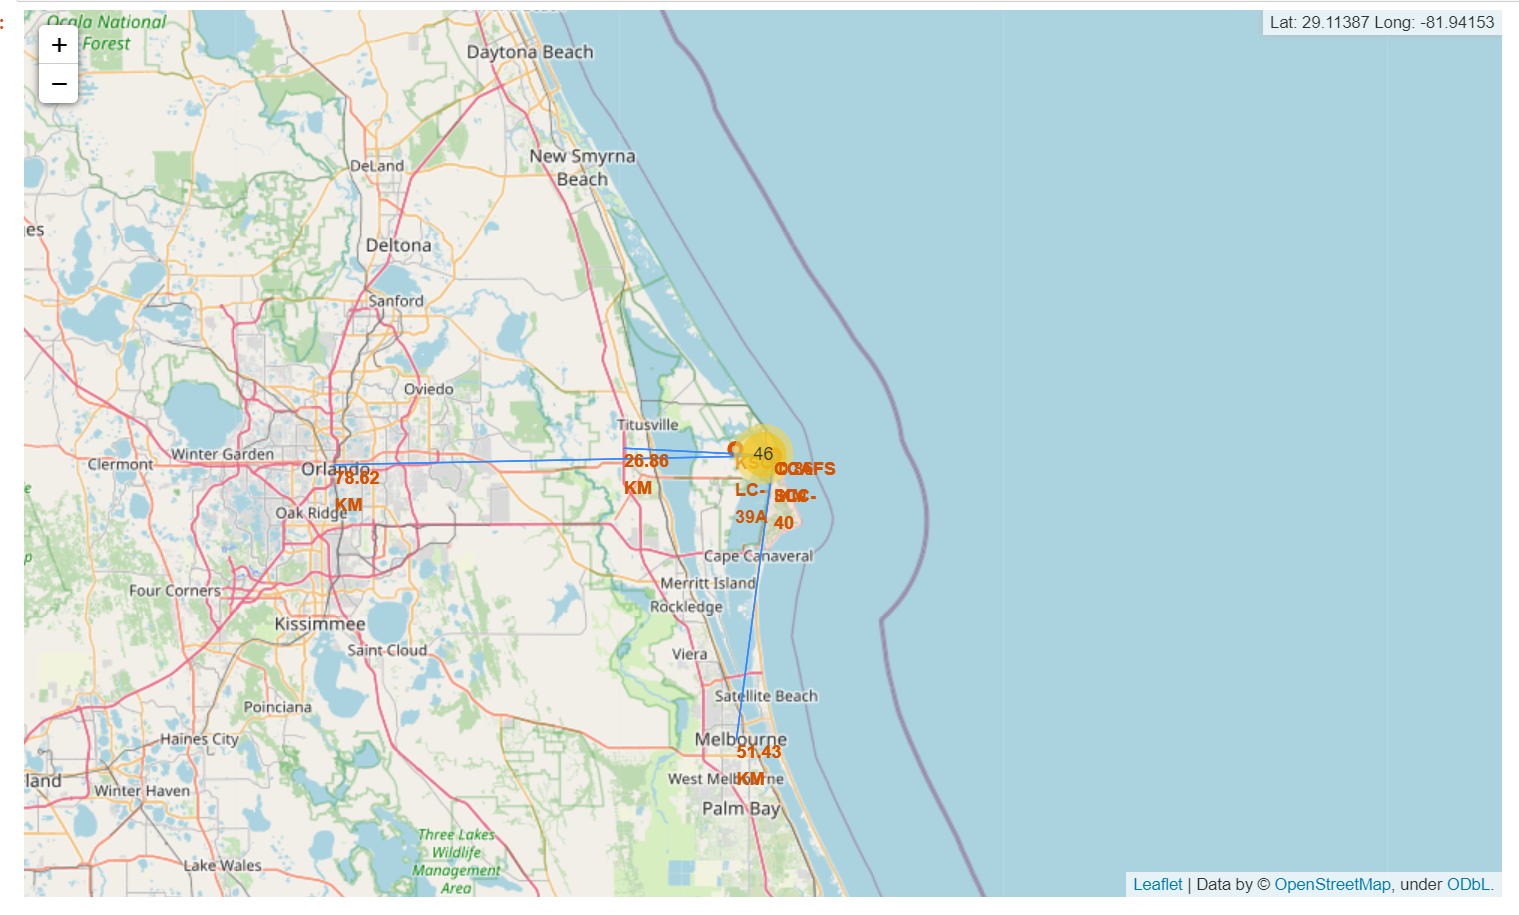 :
Ocala National
Forest
+
−
Lat: 29.11387 Long: -81.94153
Daytona Beach
New Smyrna
Beach
DeLand
es
Deltona
Sanford
Oviedo
Titusville
Winter Garden
Clermont
Orlando
46
26.86
KM
78.62
KM
KSC
LC-
39A
CCAFS
SLC-
40
KM
e
Oak Ridge
p
Cape Canaveral
Merritt Island
Four Corners
Rockledge
Kissimmee
Saint Cloud
Viera
Satellite Beach
Poinciana
Haines City
Melbourne
51.43
KM
land
West Melbourne
Winter Haven
Palm Bay
Three Lakes
Wildlife
Management
Area
Lake Wales
Leaflet | Data by © OpenStreetMap, under ODbL.